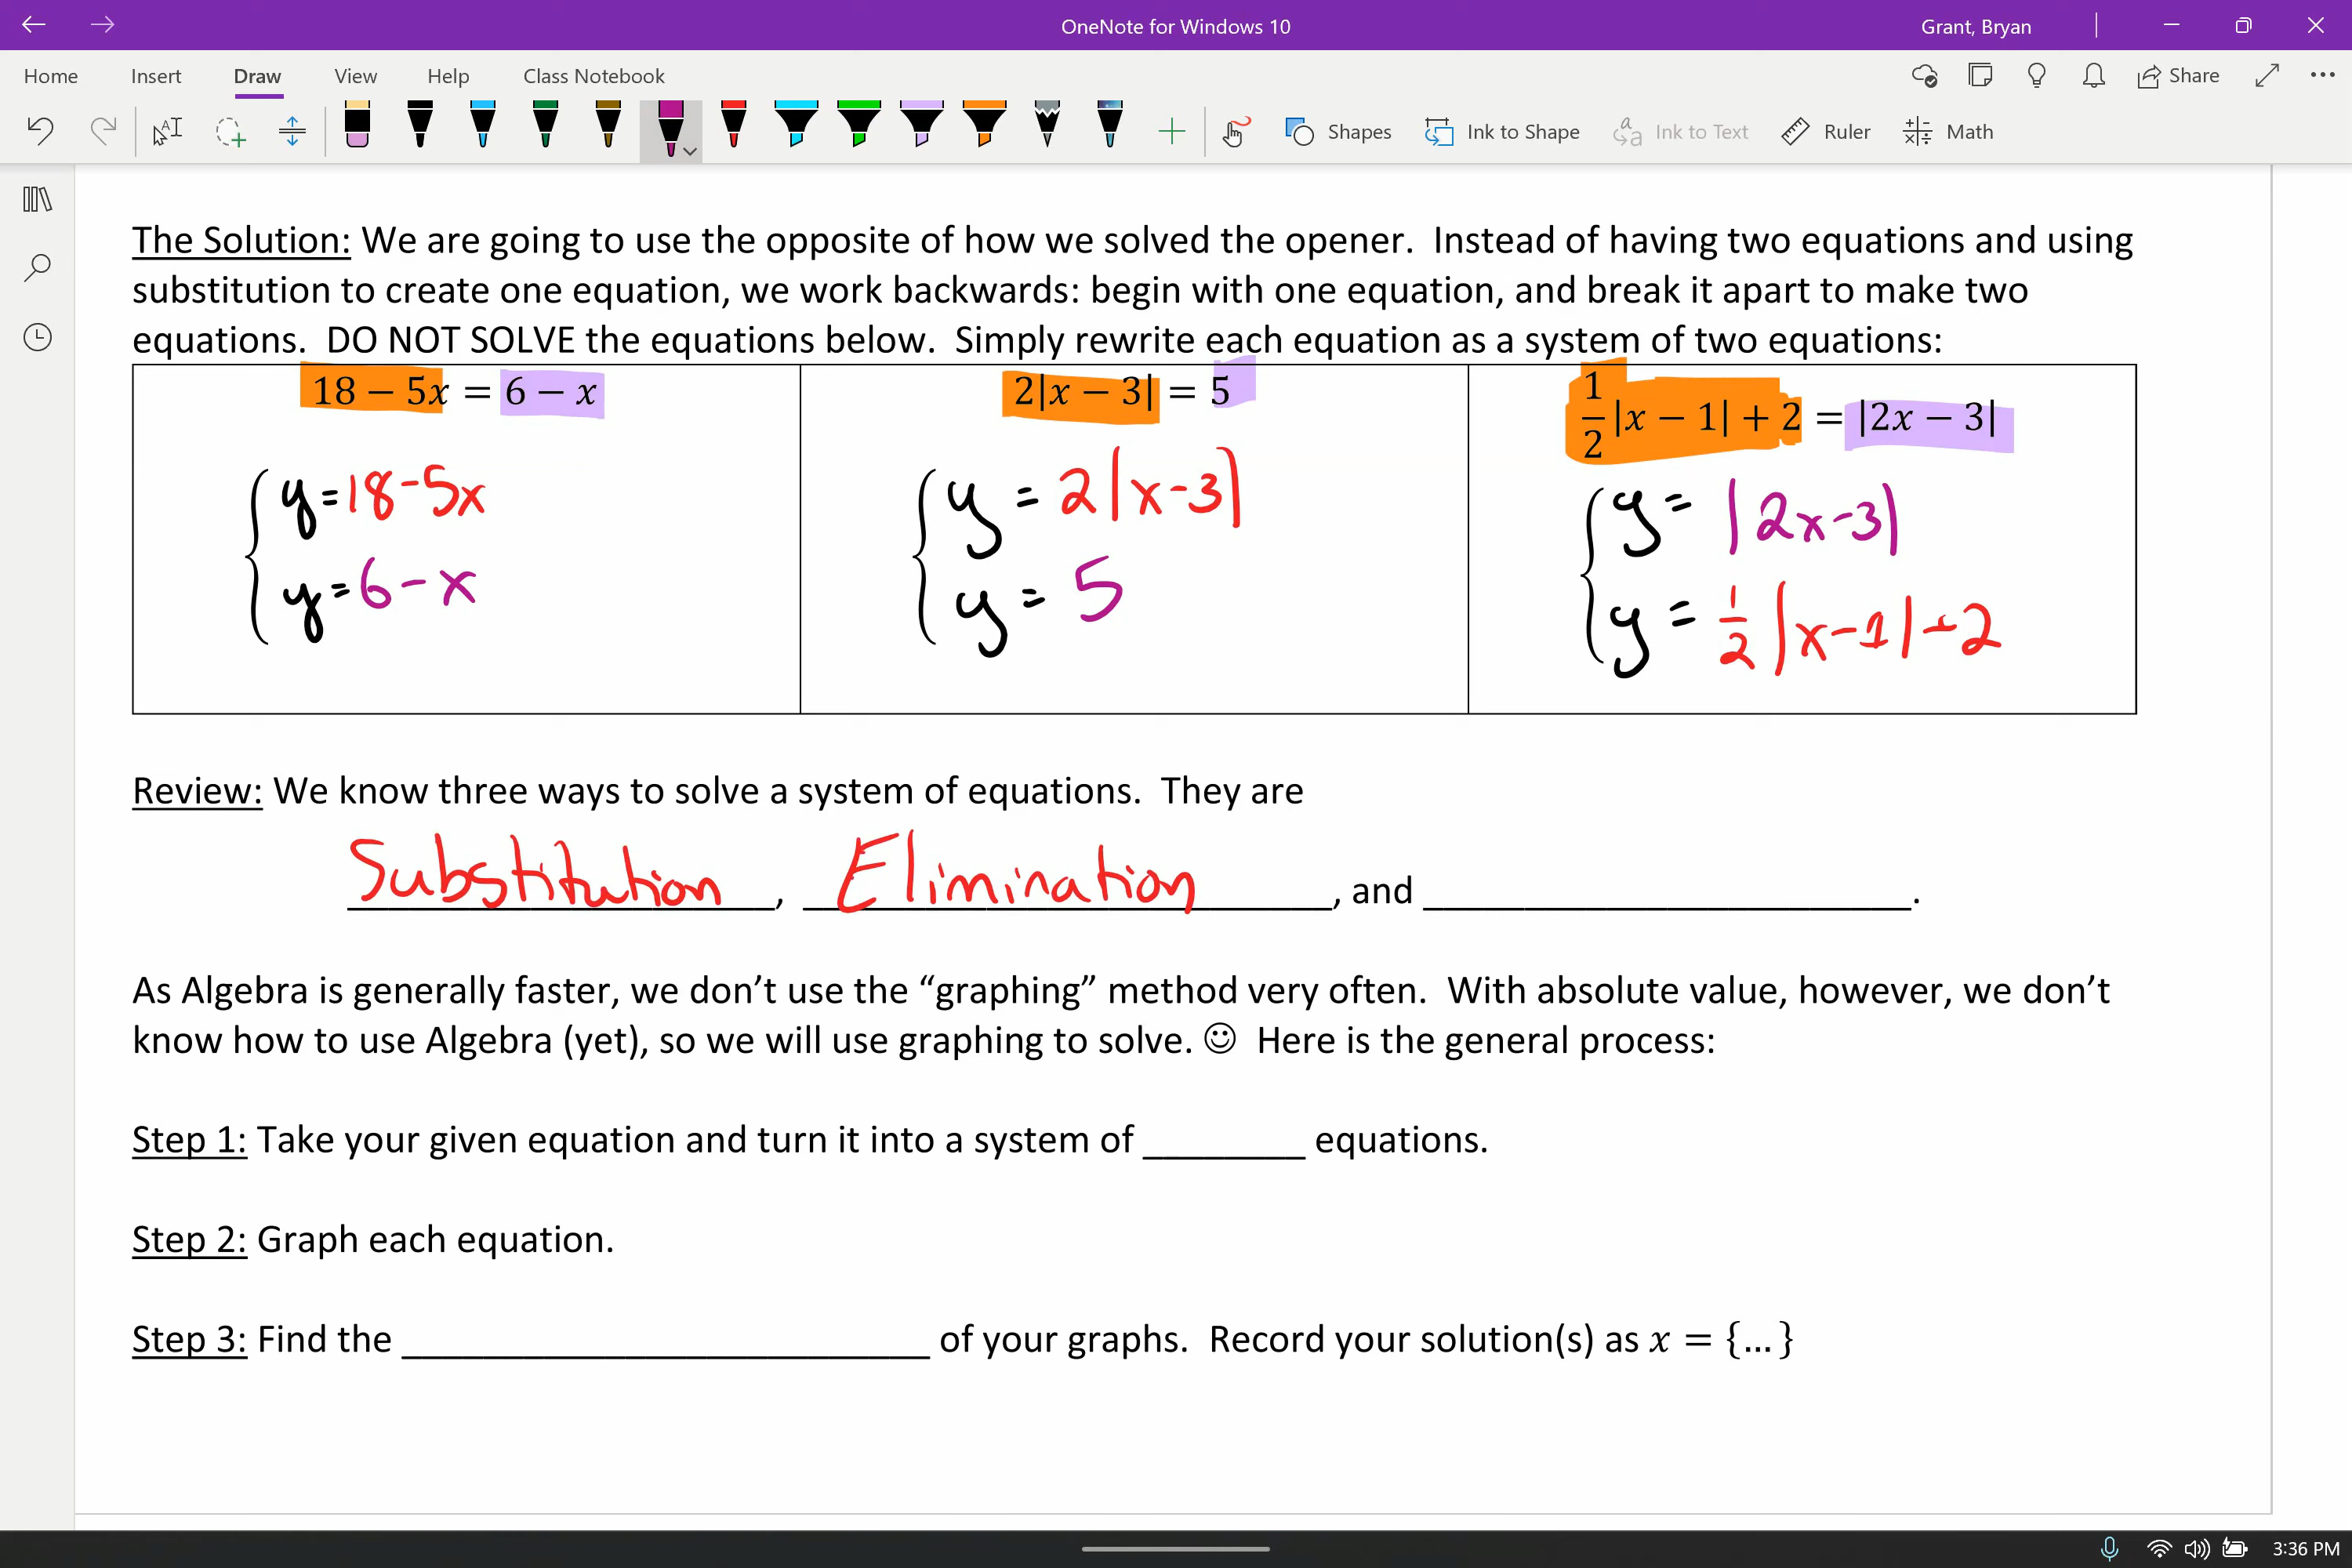 OneNote for Windows 10
Grant, Bryan
Home Insert Draw View Help Class Notebook
Share
Shapes Ink to Shape Ink to Text Ruler Math
The Solution: We are going to use the opposite of how we solved the opener. Instead of having two equations and using
substitution to create one equation, we work backwards: begin with one equation, and break it apart to make two
equations. DO NOT SOLVE the equations below. Simply rewrite each equation as a system of two equations:
18 − 5x = 6 − x
y = 18 - 5x
y = 6 - x
2|x − 3| = 5
y = 2|x-3|
y = 5
1/2|x − 1| + 2 = |2x − 3|
y = |2x-3|
y = 1/2|x-1|+2
Review: We know three ways to solve a system of equations. They are
Substitution, Elimination, and ____________.
As Algebra is generally faster, we don't use the “graphing” method very often. With absolute value, however, we don't
know how to use Algebra (yet), so we will use graphing to solve. ☺ Here is the general process:
Step 1: Take your given equation and turn it into a system of ________ equations.
Step 2: Graph each equation.
Step 3: Find the ____________ of your graphs. Record your solution(s) as x = {…}
3:36 PM